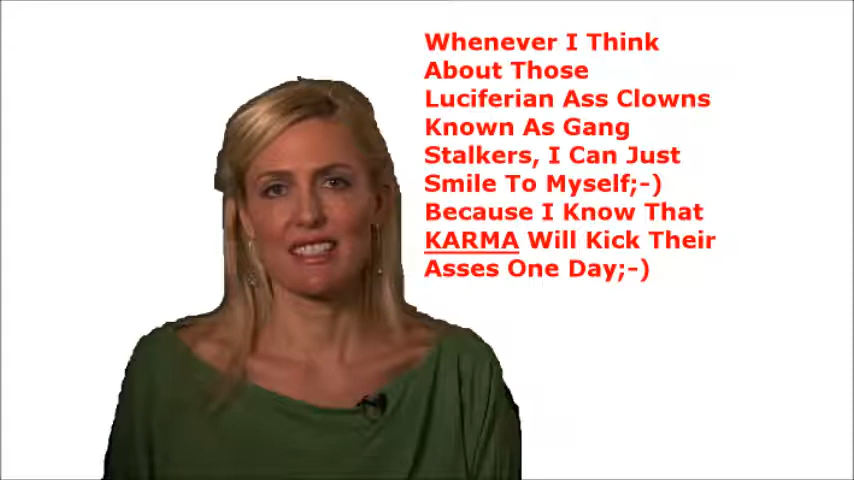 Whenever I Think
About Those
Luciferian Ass Clowns
Known As Gang
Stalkers, I Can Just
Smile To Myself;-)
Because I Know That
KARMA Will Kick Their
Asses One Day;-)